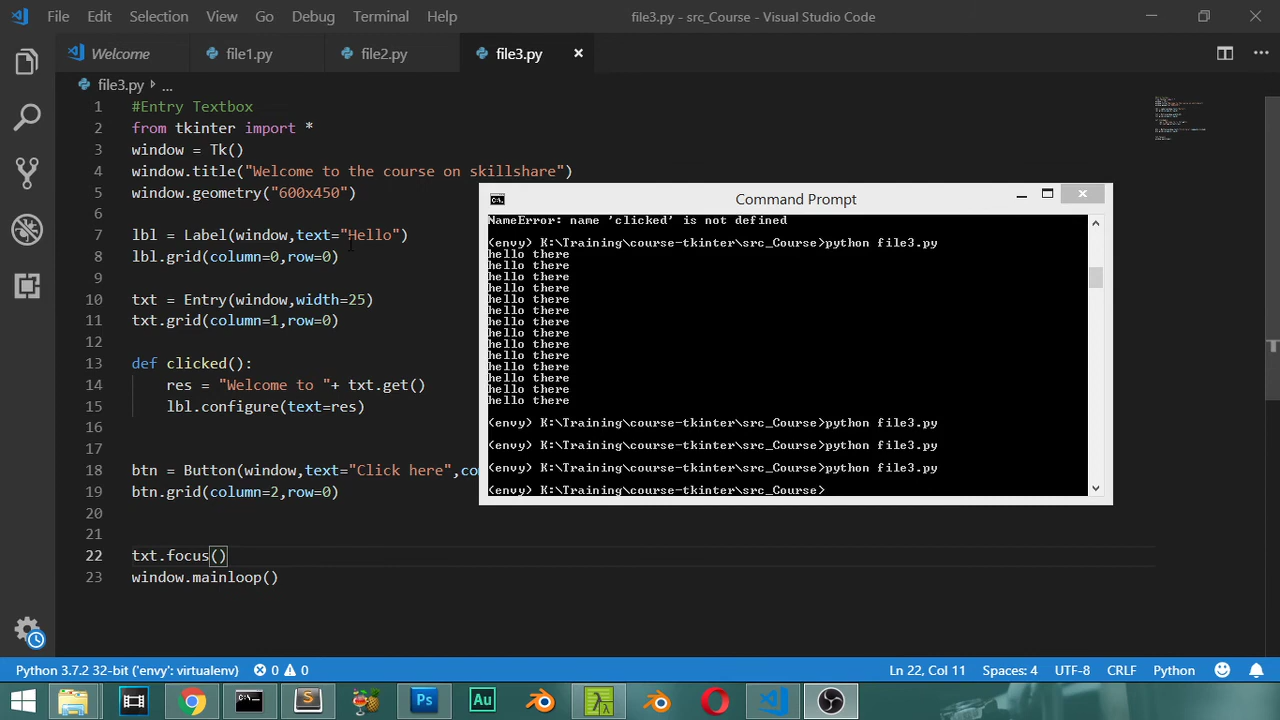 File Edit Selection View Go Debug Terminal Help file3.py - src_Course - Visual Studio Code
Welcome file1.py file2.py file3.py
file3.py › ...
1 #Entry Textbox
2 from tkinter import *
3 window = Tk()
4 window.title("Welcome to the course on skillshare")
5 window.geometry("600x450")
6
7 lbl = Label(window,text="Hello")
8 lbl.grid(column=0,row=0)
9
10 txt = Entry(window,width=25)
11 txt.grid(column=1,row=0)
12
13 def clicked():
14 res = "Welcome to "+ txt.get()
15 lbl.configure(text=res)
16
17
18 btn = Button(window,text="Click here",co
19 btn.grid(column=2,row=0)
20
21
22 txt.focus()
23 window.mainloop()
Command Prompt
NameError: name 'clicked' is not defined
(envy) K:\Training\course-tkinter\src_Course>python file3.py
hello there
hello there
hello there
hello there
hello there
hello there
hello there
hello there
hello there
hello there
hello there
hello there
hello there
hello there
(envy) K:\Training\course-tkinter\src_Course>python file3.py
(envy) K:\Training\course-tkinter\src_Course>python file3.py
(envy) K:\Training\course-tkinter\src_Course>python file3.py
(envy) K:\Training\course-tkinter\src_Course>
Python 3.7.2 32-bit ('envy': virtualenv) 0 0 Ln 22, Col 11 Spaces: 4 UTF-8 CRLF Python
Ps Au